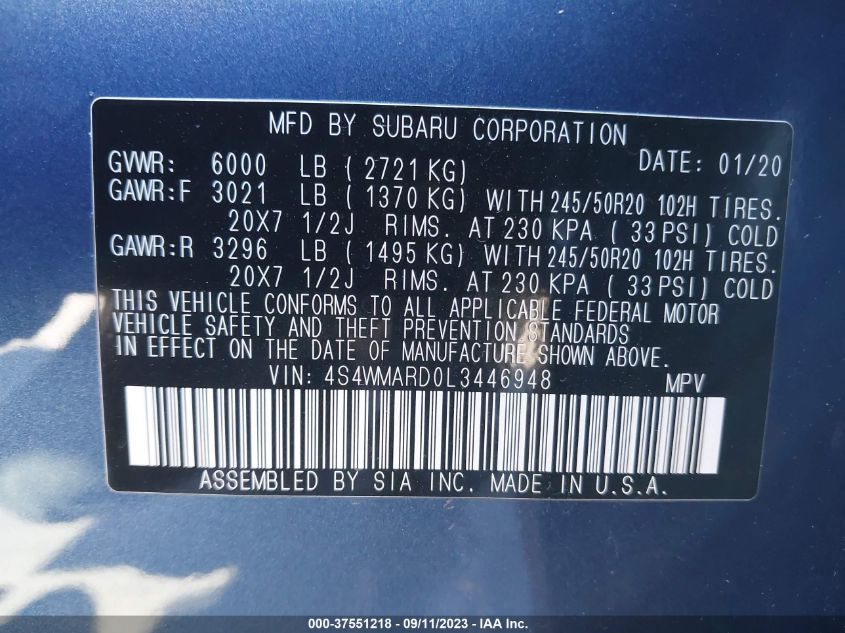 MFD BY SUBARU CORPORATION
GVWR: 6000 LB ( 2721 KG) DATE: 01/20
GAWR:F 3021 LB ( 1370 KG) WITH 245/50R20 102H TIRES.
20X7 1/2J RIMS. AT 230 KPA ( 33 PSI) COLD
GAWR:R 3296 LB ( 1495 KG) WITH 245/50R20 102H TIRES.
20X7 1/2J RIMS. AT 230 KPA ( 33 PSI) COLD
THIS VEHICLE CONFORMS TO ALL APPLICABLE FEDERAL MOTOR
VEHICLE SAFETY AND THEFT PREVENTION STANDARDS
IN EFFECT ON THE DATE OF MANUFACTURE SHOWN ABOVE.
VIN: 4S4WMARD0L3446948 MPV
ASSEMBLED BY SIA INC. MADE IN U.S.A.
000-37551218 - 09/11/2023 - IAA Inc.